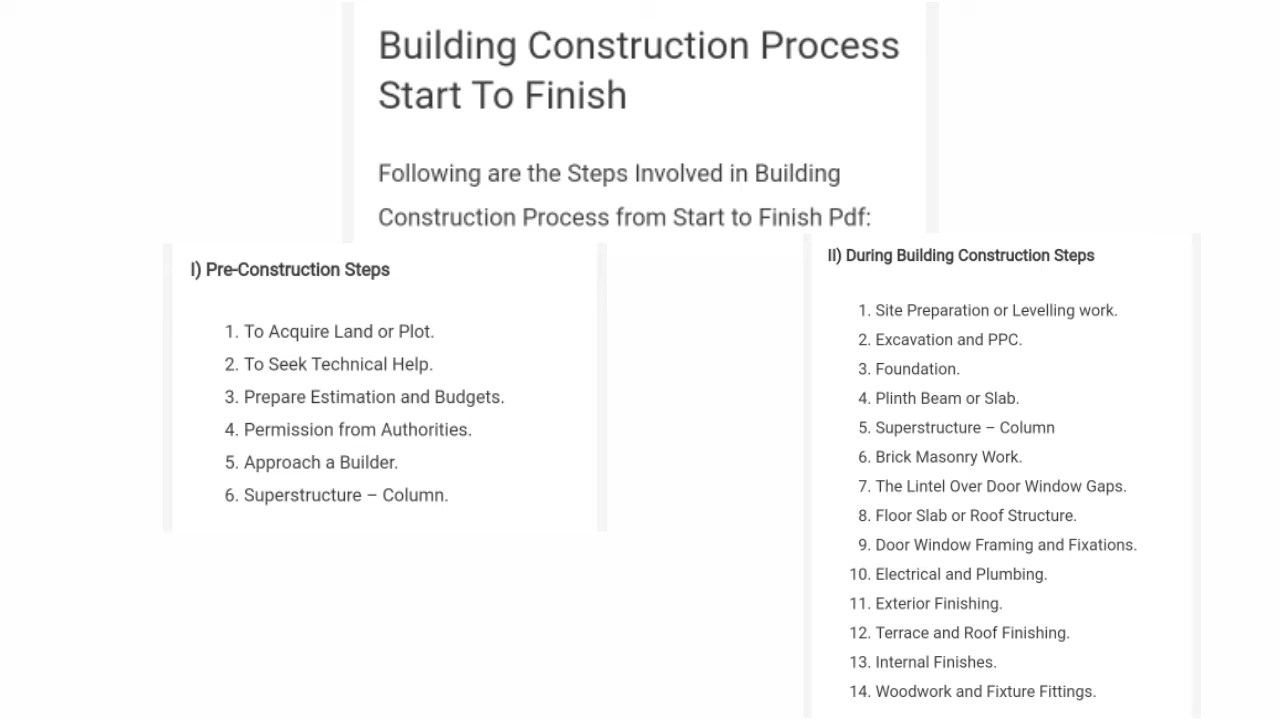 Building Construction Process
Start To Finish
Following are the Steps Involved in Building
Construction Process from Start to Finish Pdf:
I) Pre-Construction Steps
1. To Acquire Land or Plot.
2. To Seek Technical Help.
3. Prepare Estimation and Budgets.
4. Permission from Authorities.
5. Approach a Builder.
6. Superstructure – Column.
II) During Building Construction Steps
1. Site Preparation or Levelling work.
2. Excavation and PPC.
3. Foundation.
4. Plinth Beam or Slab.
5. Superstructure – Column
6. Brick Masonry Work.
7. The Lintel Over Door Window Gaps.
8. Floor Slab or Roof Structure.
9. Door Window Framing and Fixations.
10. Electrical and Plumbing.
11. Exterior Finishing.
12. Terrace and Roof Finishing.
13. Internal Finishes.
14. Woodwork and Fixture Fittings.